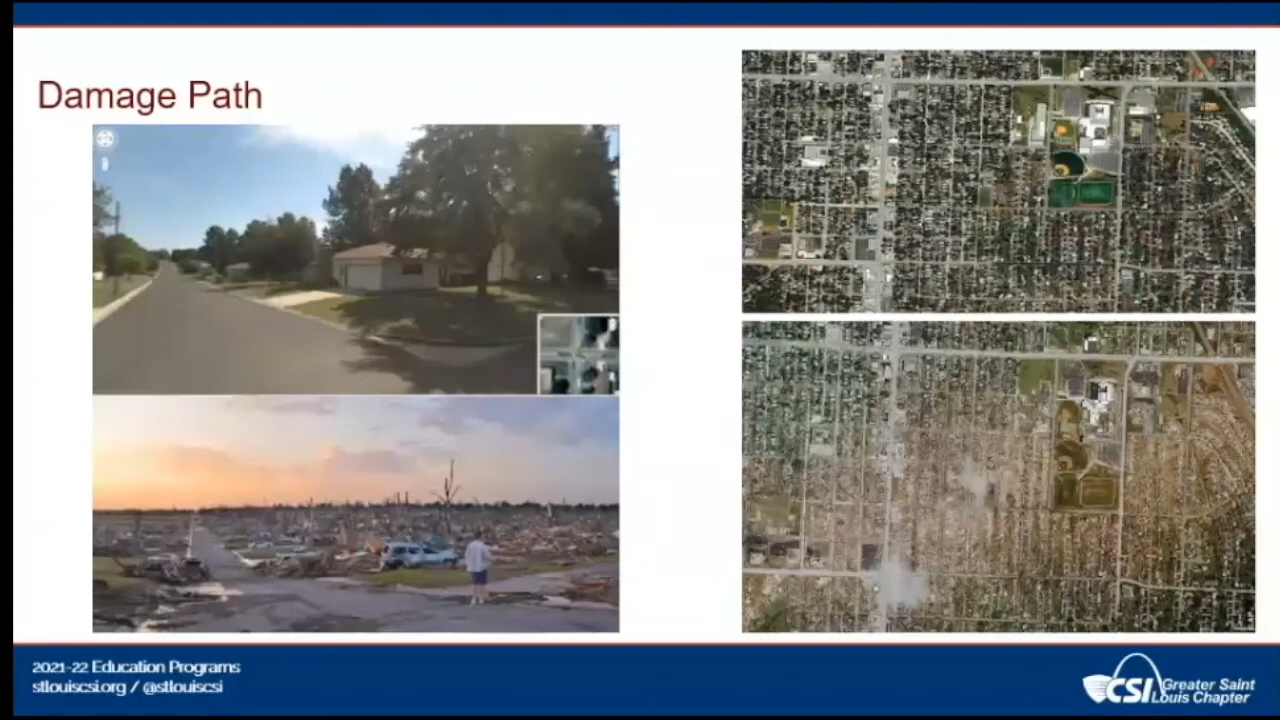 Damage Path
2021-22 Education Programs
stlouiscsi.org / @stlouiscsi
CSI Greater Saint
Louis Chapter